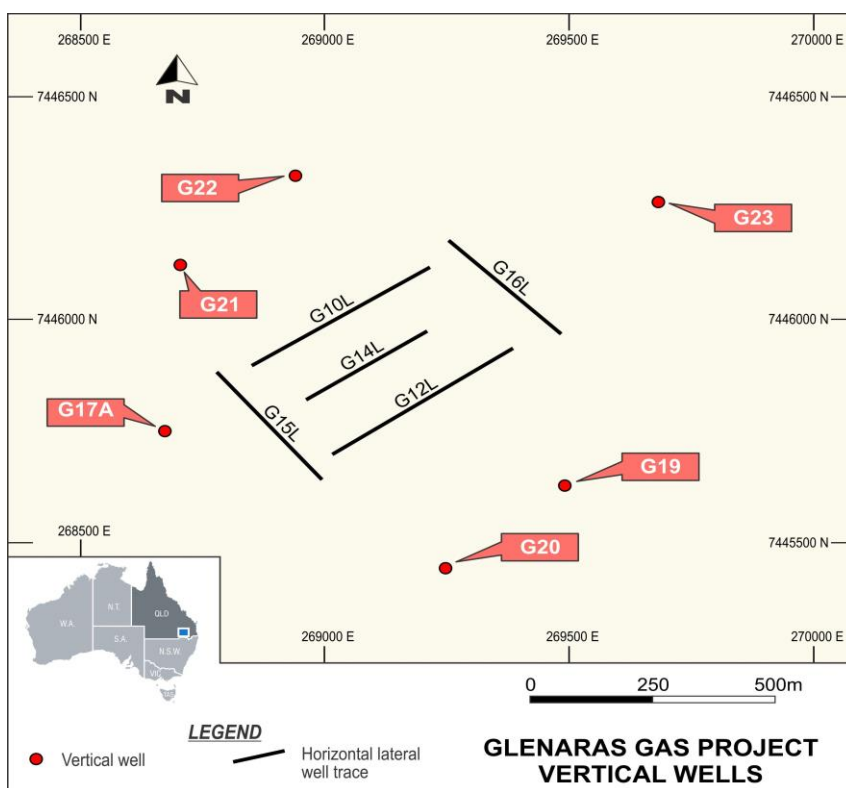 268500 E
269000 E
269500 E
270000 E
7446500 N
7446500 N
N
G22
G23
G21
G16L
G10L
7446000 N
7446000 N
G14L
G12L
G17A
G15L
G19
268500 E
7445500 N
G20
269000 E
269500 E
270000 E
W.A.
N.T.
QLD
S.A.
N.S.W.
VIC
0
250
500m
LEGEND
Vertical well
Horizontal lateral
well trace
GLENARAS GAS PROJECT
VERTICAL WELLS